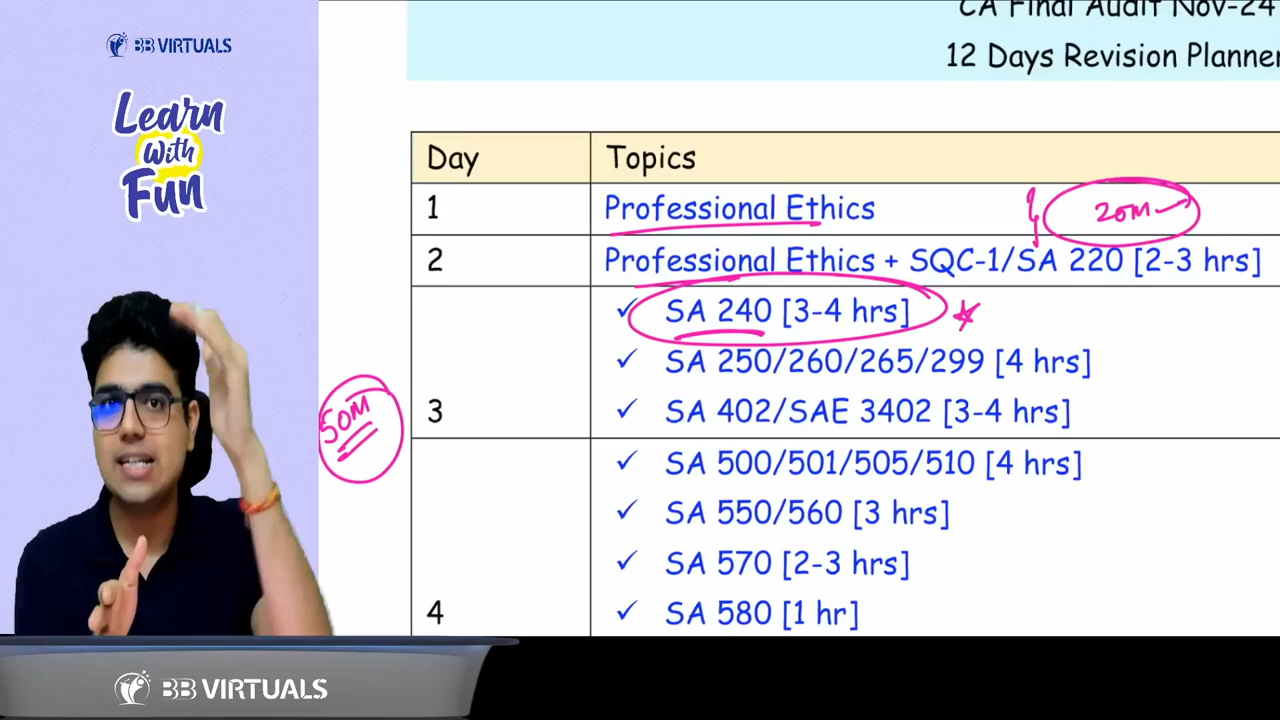 BB VIRTUALS
Learn
With
Fun
CA Final Audit Nov-24
12 Days Revision Planner
Day Topics
1 Professional Ethics 20M
2 Professional Ethics + SQC-1/SA 220 [2-3 hrs]
✓ SA 240 [3-4 hrs]
✓ SA 250/260/265/299 [4 hrs]
50M
3 ✓ SA 402/SAE 3402 [3-4 hrs]
✓ SA 500/501/505/510 [4 hrs]
✓ SA 550/560 [3 hrs]
✓ SA 570 [2-3 hrs]
4 ✓ SA 580 [1 hr]
BB VIRTUALS